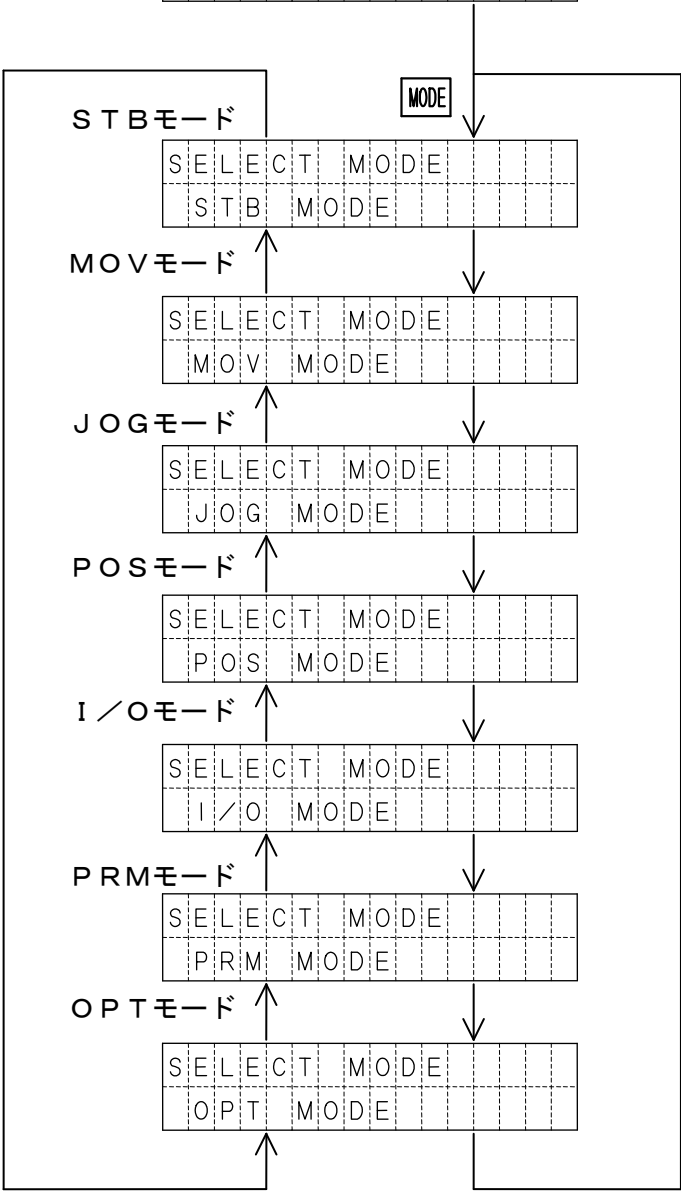 MODE
STBモード
SELECT MODE
STB MODE
MOVモード
SELECT MODE
MOV MODE
JOGモード
SELECT MODE
JOG MODE
POSモード
SELECT MODE
POS MODE
I／Oモード
SELECT MODE
I/O MODE
PRMモード
SELECT MODE
PRM MODE
OPTモード
SELECT MODE
OPT MODE